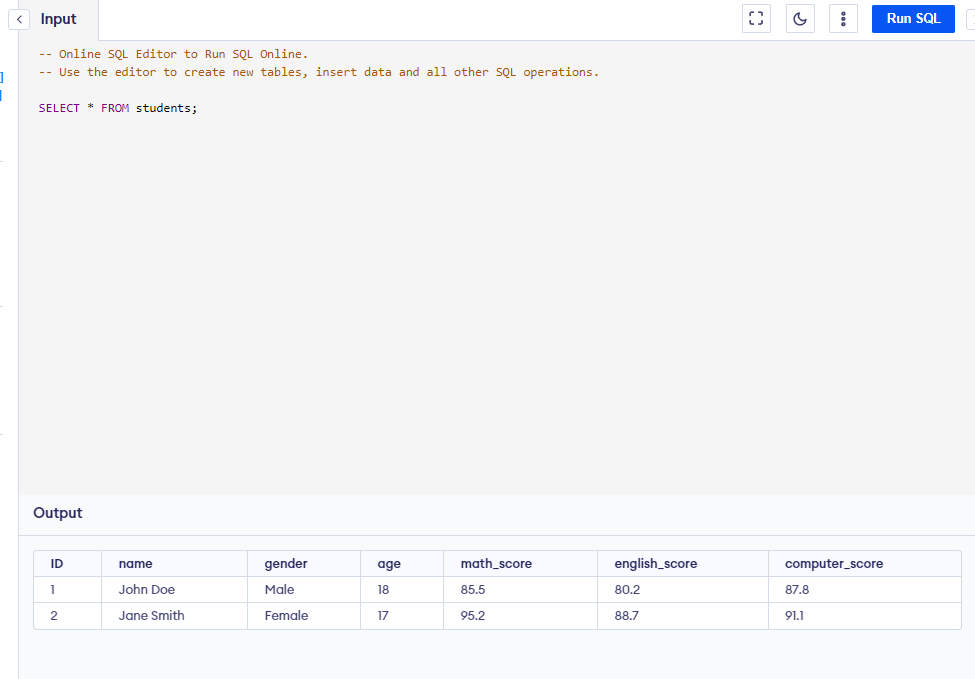 Input
Run SQL
-- Online SQL Editor to Run SQL Online.
-- Use the editor to create new tables, insert data and all other SQL operations.
SELECT * FROM students;
Output
ID name gender age math_score english_score computer_score
1 John Doe Male 18 85.5 80.2 87.8
2 Jane Smith Female 17 95.2 88.7 91.1